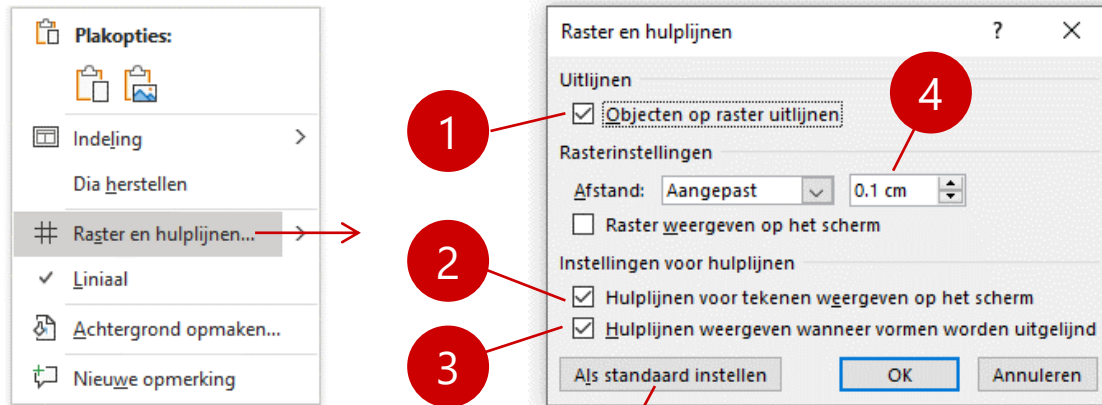 Plakopties:
Indeling
Dia herstellen
Raster en hulplijnen...
Liniaal
Achtergrond opmaken...
Nieuwe opmerking
1
2
3
4
Raster en hulplijnen ?
Uitlijnen
Objecten op raster uitlijnen
Rasterinstellingen
Afstand: Aangepast 0.1 cm
Raster weergeven op het scherm
Instellingen voor hulplijnen
Hulplijnen voor tekenen weergeven op het scherm
Hulplijnen weergeven wanneer vormen worden uitgelijnd
Als standaard instellen OK Annuleren